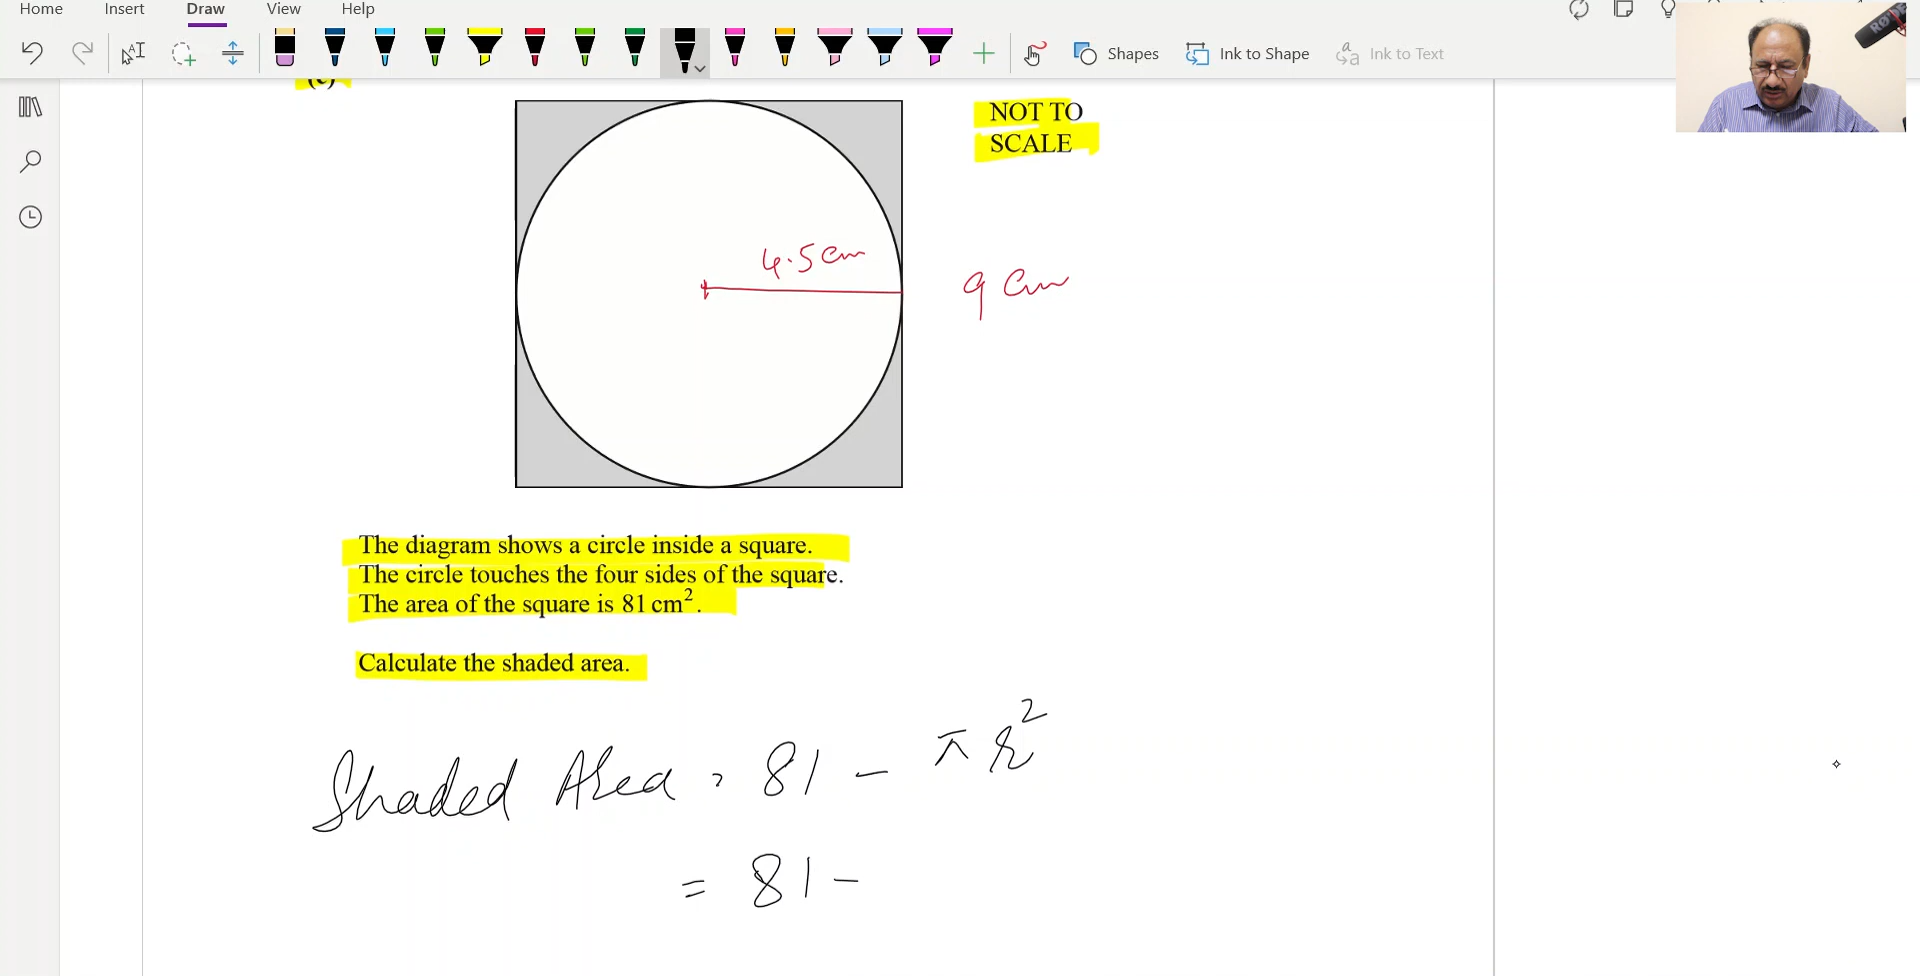 Home Insert Draw View Help
Shapes Ink to Shape Ink to Text
(c)
NOT TO
SCALE
4.5 cm
9 cm
The diagram shows a circle inside a square.
The circle touches the four sides of the square.
The area of the square is 81 cm².
Calculate the shaded area.
Shaded Area = 81 − πr²
= 81 −
RØDE